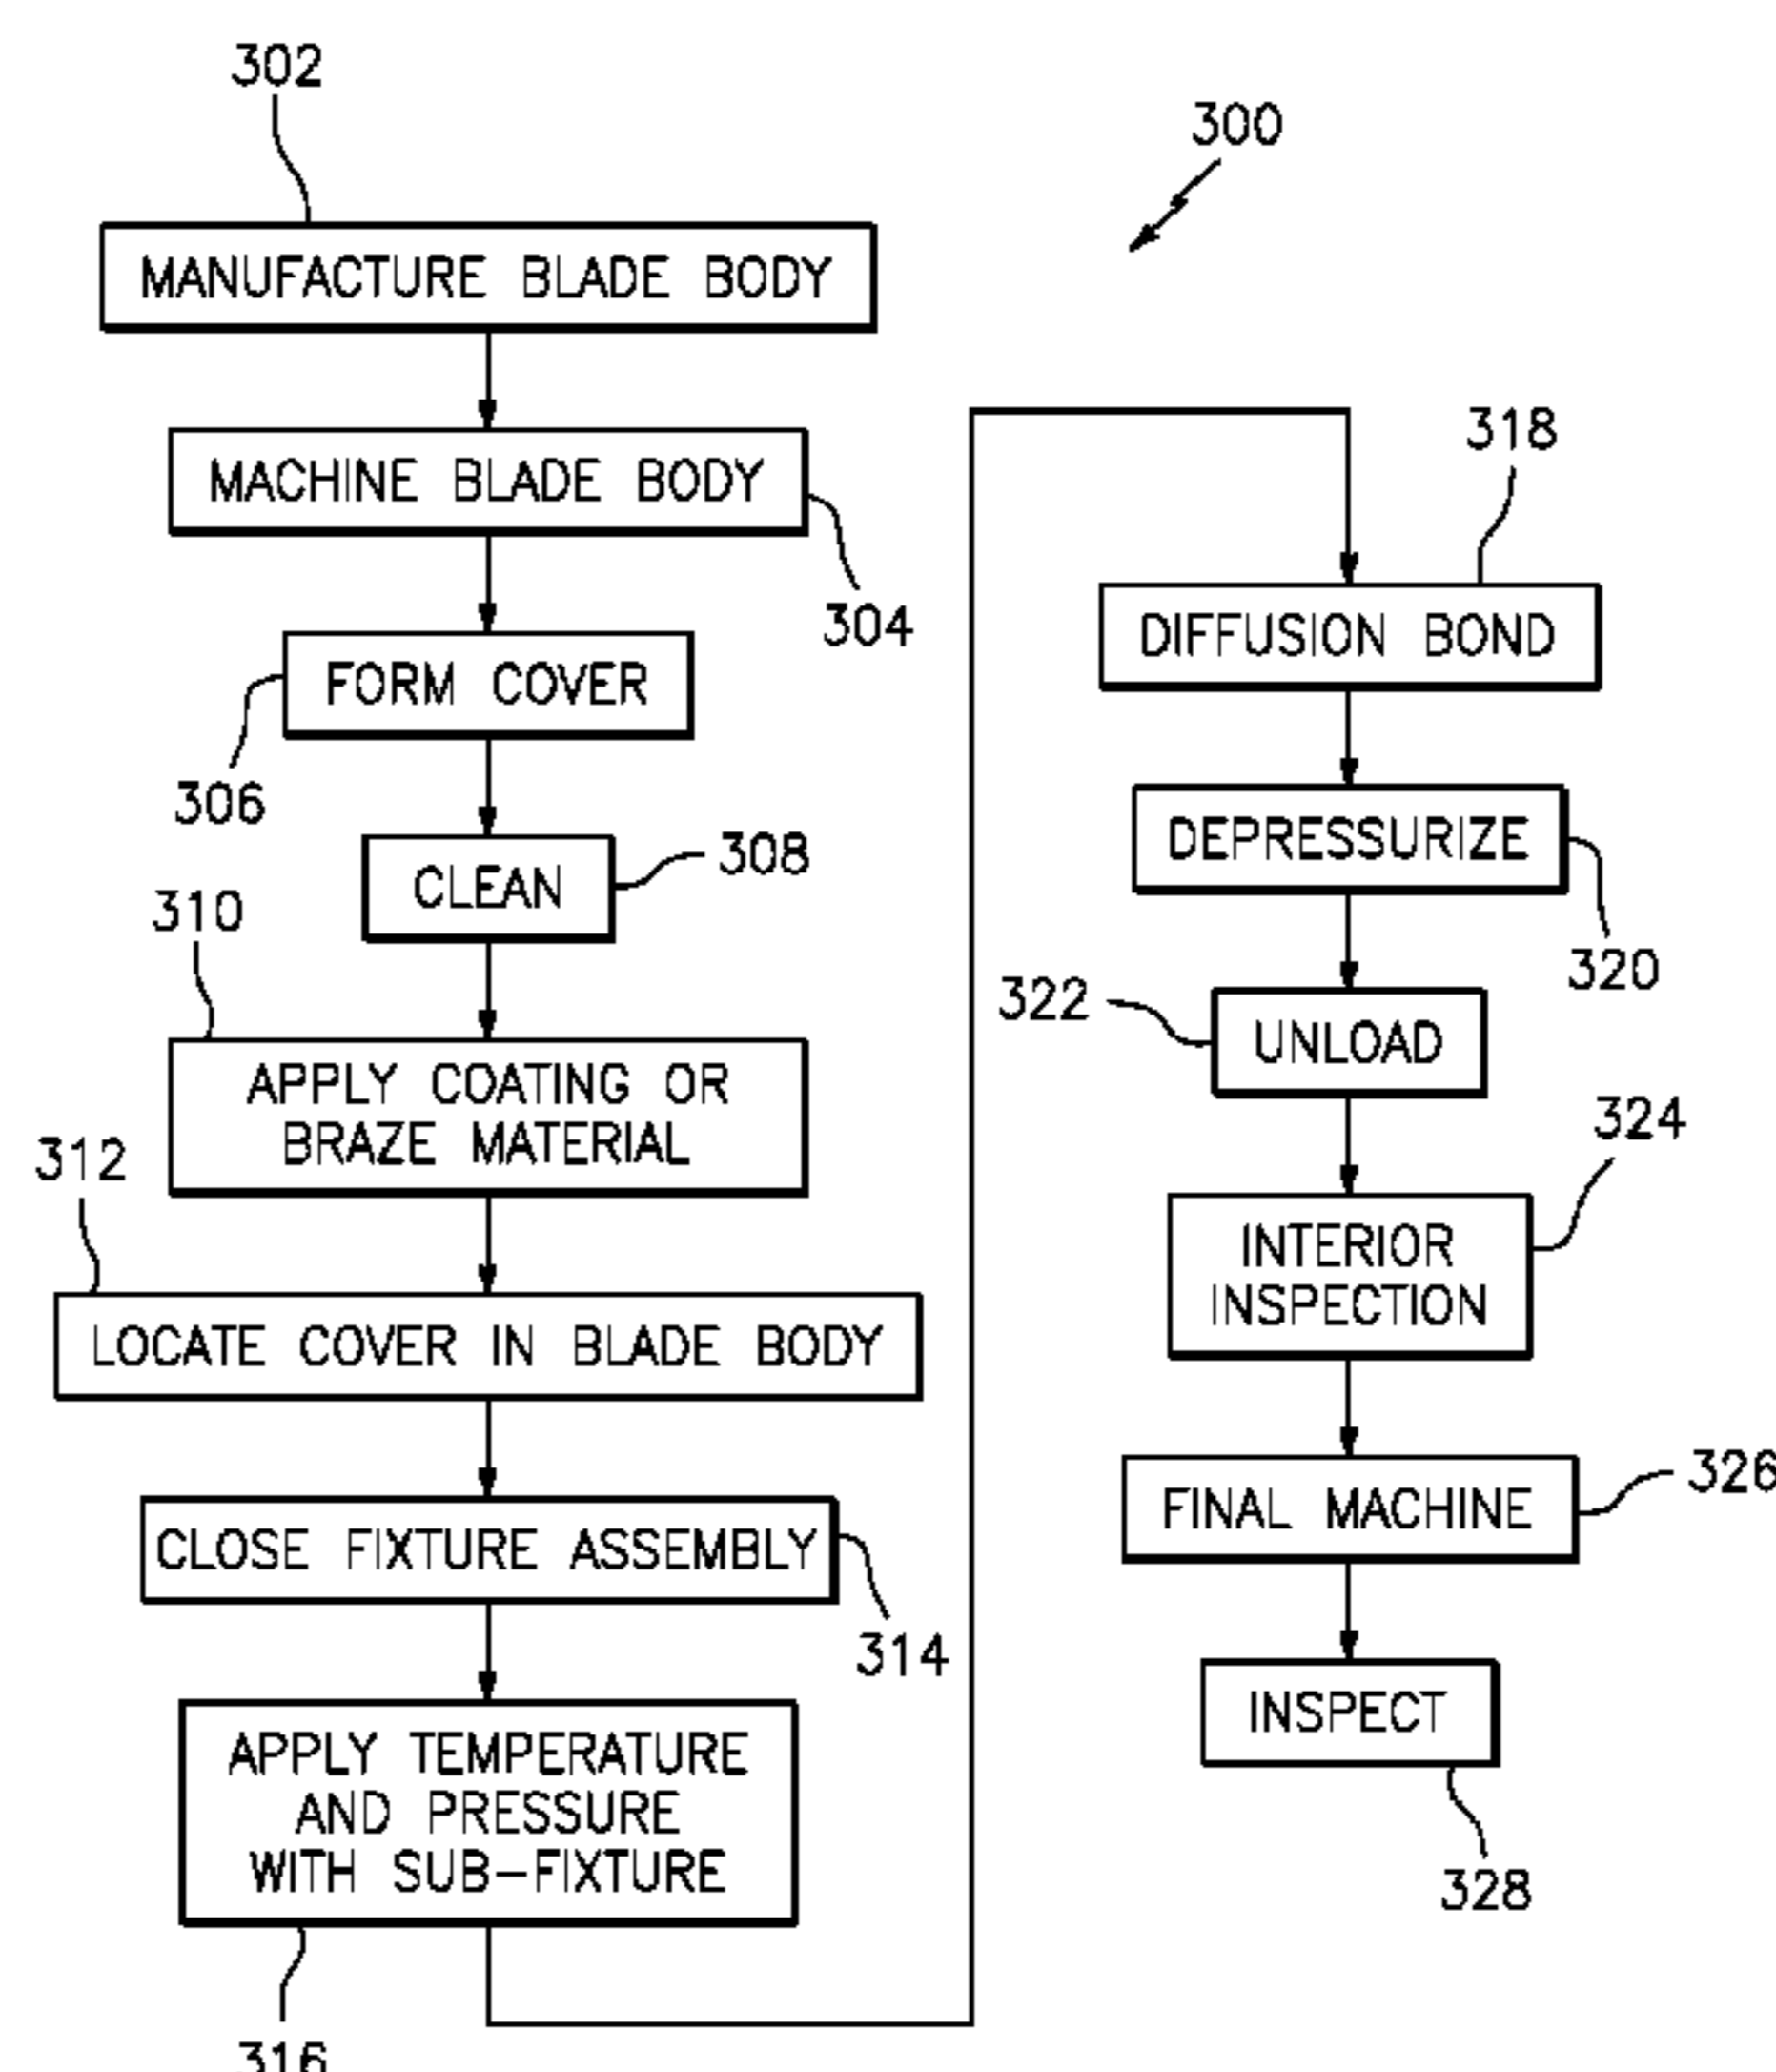 302
300
MANUFACTURE BLADE BODY
MACHINE BLADE BODY
304
FORM COVER
306
CLEAN
308
310
APPLY COATING OR
BRAZE MATERIAL
312
LOCATE COVER IN BLADE BODY
CLOSE FIXTURE ASSEMBLY
314
APPLY TEMPERATURE
AND PRESSURE
WITH SUB-FIXTURE
316
318
DIFFUSION BOND
DEPRESSURIZE
320
322
UNLOAD
324
INTERIOR
INSPECTION
FINAL MACHINE
326
INSPECT
328